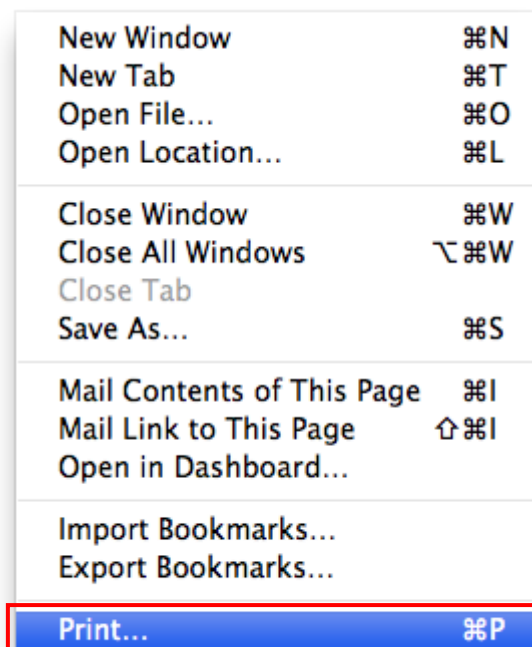 New Window ⌘N
New Tab ⌘T
Open File... ⌘O
Open Location... ⌘L
Close Window ⌘W
Close All Windows ⌥⌘W
Close Tab
Save As... ⌘S
Mail Contents of This Page ⌘I
Mail Link to This Page ⇧⌘I
Open in Dashboard...
Import Bookmarks...
Export Bookmarks...
Print... ⌘P